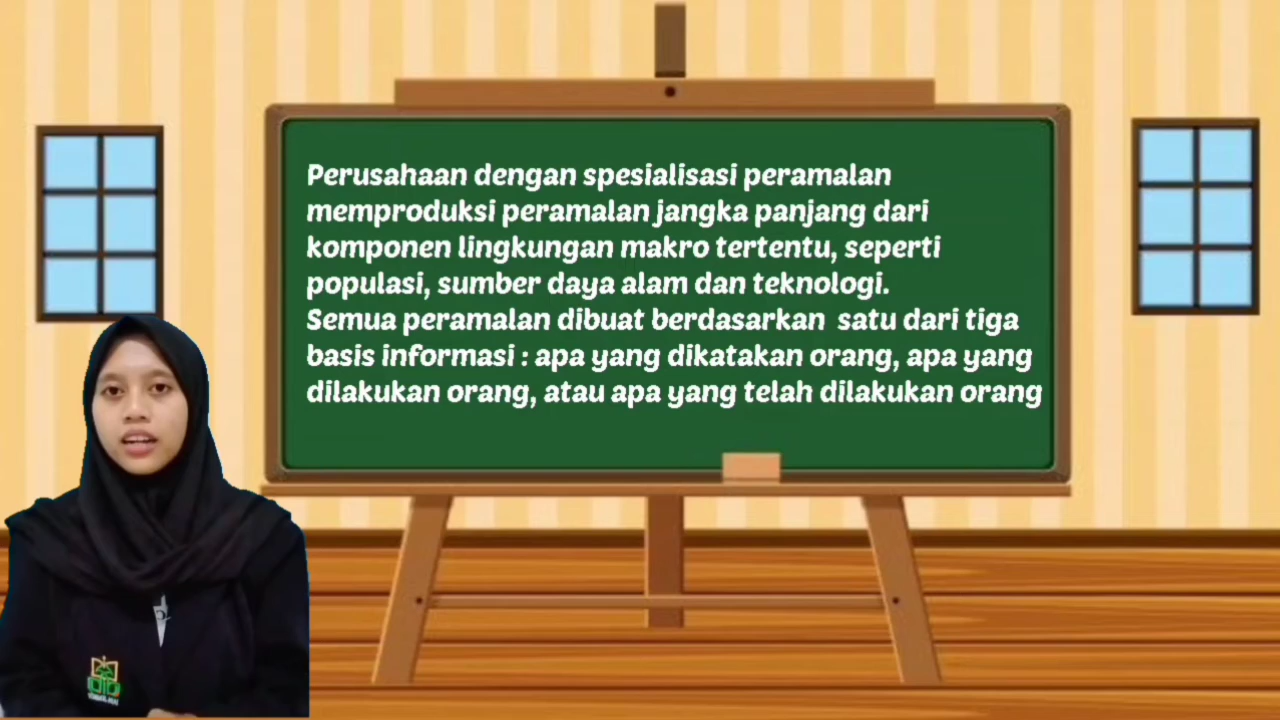 Perusahaan dengan spesialisasi peramalan
memproduksi peramalan jangka panjang dari
komponen lingkungan makro tertentu, seperti
populasi, sumber daya alam dan teknologi.
Semua peramalan dibuat berdasarkan satu dari tiga
basis informasi : apa yang dikatakan orang, apa yang
dilakukan orang, atau apa yang telah dilakukan orang